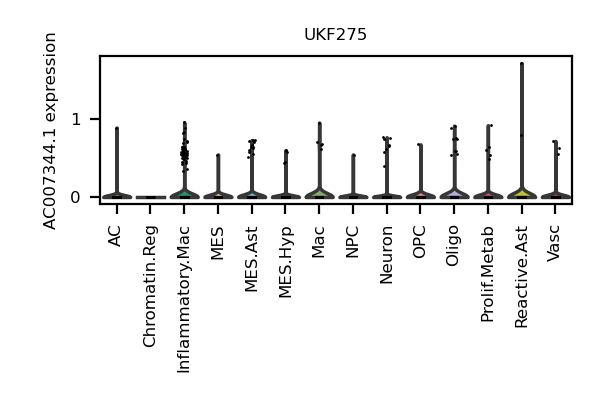 UKF275
AC007344.1 expression
1
0
AC
Chromatin.Reg
Inflammatory.Mac
MES
MES.Ast
MES.Hyp
Mac
NPC
Neuron
OPC
Oligo
Prolif.Metab
Reactive.Ast
Vasc